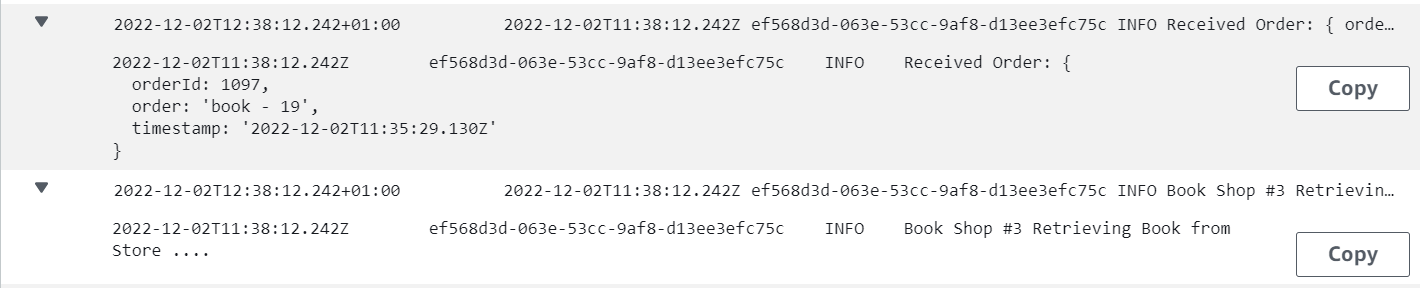 2022-12-02T12:38:12.242+01:00 2022-12-02T11:38:12.242Z ef568d3d-063e-53cc-9af8-d13ee3efc75c INFO Received Order: { orde…
2022-12-02T11:38:12.242Z ef568d3d-063e-53cc-9af8-d13ee3efc75c INFO Received Order: {
orderId: 1097,
order: 'book - 19',
timestamp: '2022-12-02T11:35:29.130Z'
}
Copy
2022-12-02T12:38:12.242+01:00 2022-12-02T11:38:12.242Z ef568d3d-063e-53cc-9af8-d13ee3efc75c INFO Book Shop #3 Retrievin…
2022-12-02T11:38:12.242Z ef568d3d-063e-53cc-9af8-d13ee3efc75c INFO Book Shop #3 Retrieving Book from
Store ....
Copy